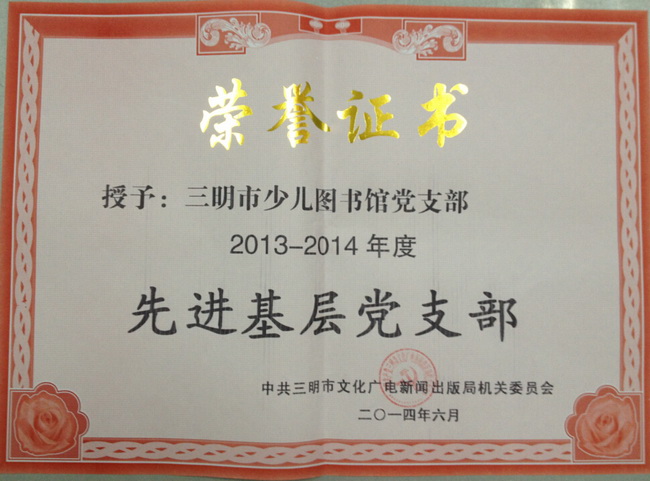 荣誉证书
授予：三明市少儿图书馆党支部
2013-2014年度
先进基层党支部
中共三明市文化广电新闻出版局机关委员会
二〇一四年六月